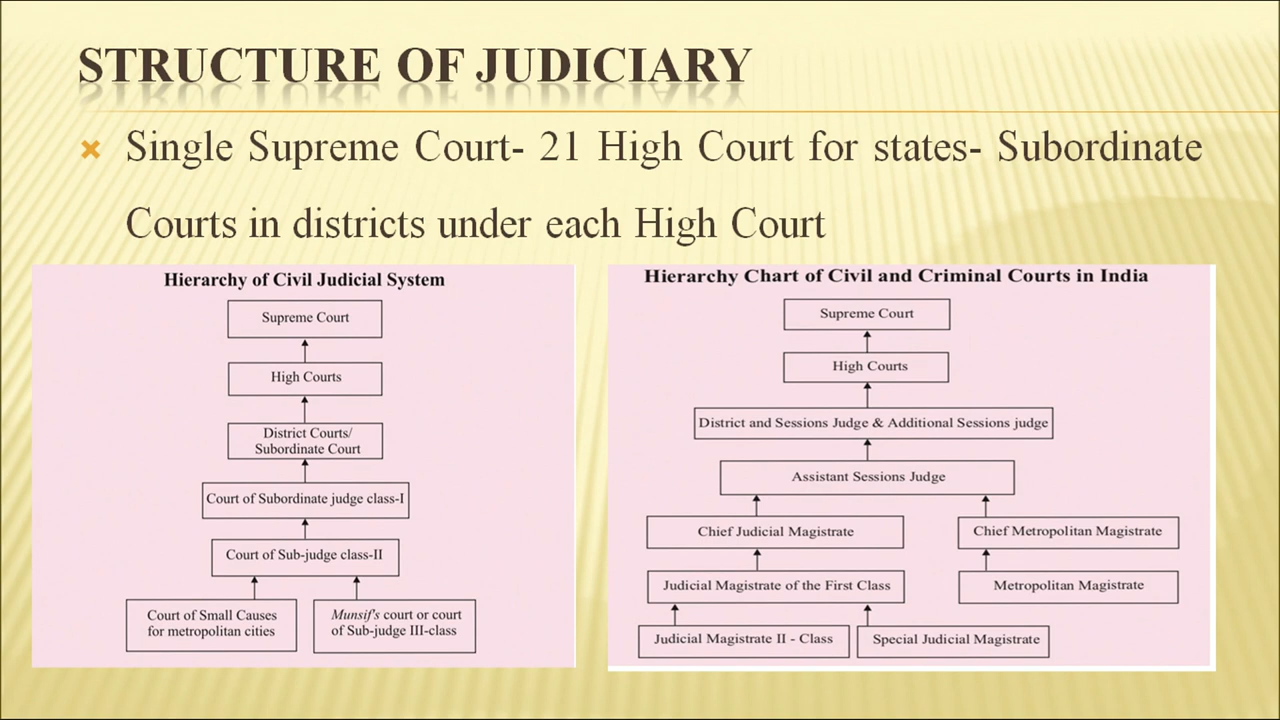 STRUCTURE OF JUDICIARY
Single Supreme Court- 21 High Court for states- Subordinate
Courts in districts under each High Court
Hierarchy of Civil Judicial System
Supreme Court
High Courts
District Courts/
Subordinate Court
Court of Subordinate judge class-I
Court of Sub-judge class-II
Court of Small Causes
for metropolitan cities
Munsif's court or court
of Sub-judge III-class
Hierarchy Chart of Civil and Criminal Courts in India
Supreme Court
High Courts
District and Sessions Judge & Additional Sessions judge
Assistant Sessions Judge
Chief Judicial Magistrate
Chief Metropolitan Magistrate
Judicial Magistrate of the First Class
Metropolitan Magistrate
Judicial Magistrate II - Class
Special Judicial Magistrate